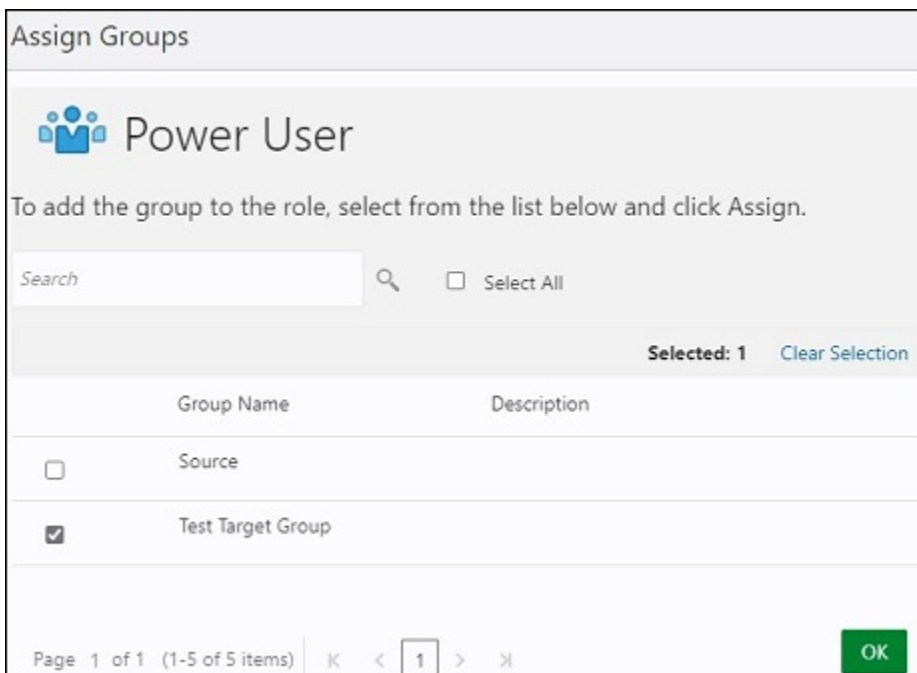 Assign Groups
Power User
To add the group to the role, select from the list below and click Assign.
Search Select All
Selected: 1 Clear Selection
Group Name Description
Source
Test Target Group
Page 1 of 1 (1-5 of 5 items) K < 1 > >| OK